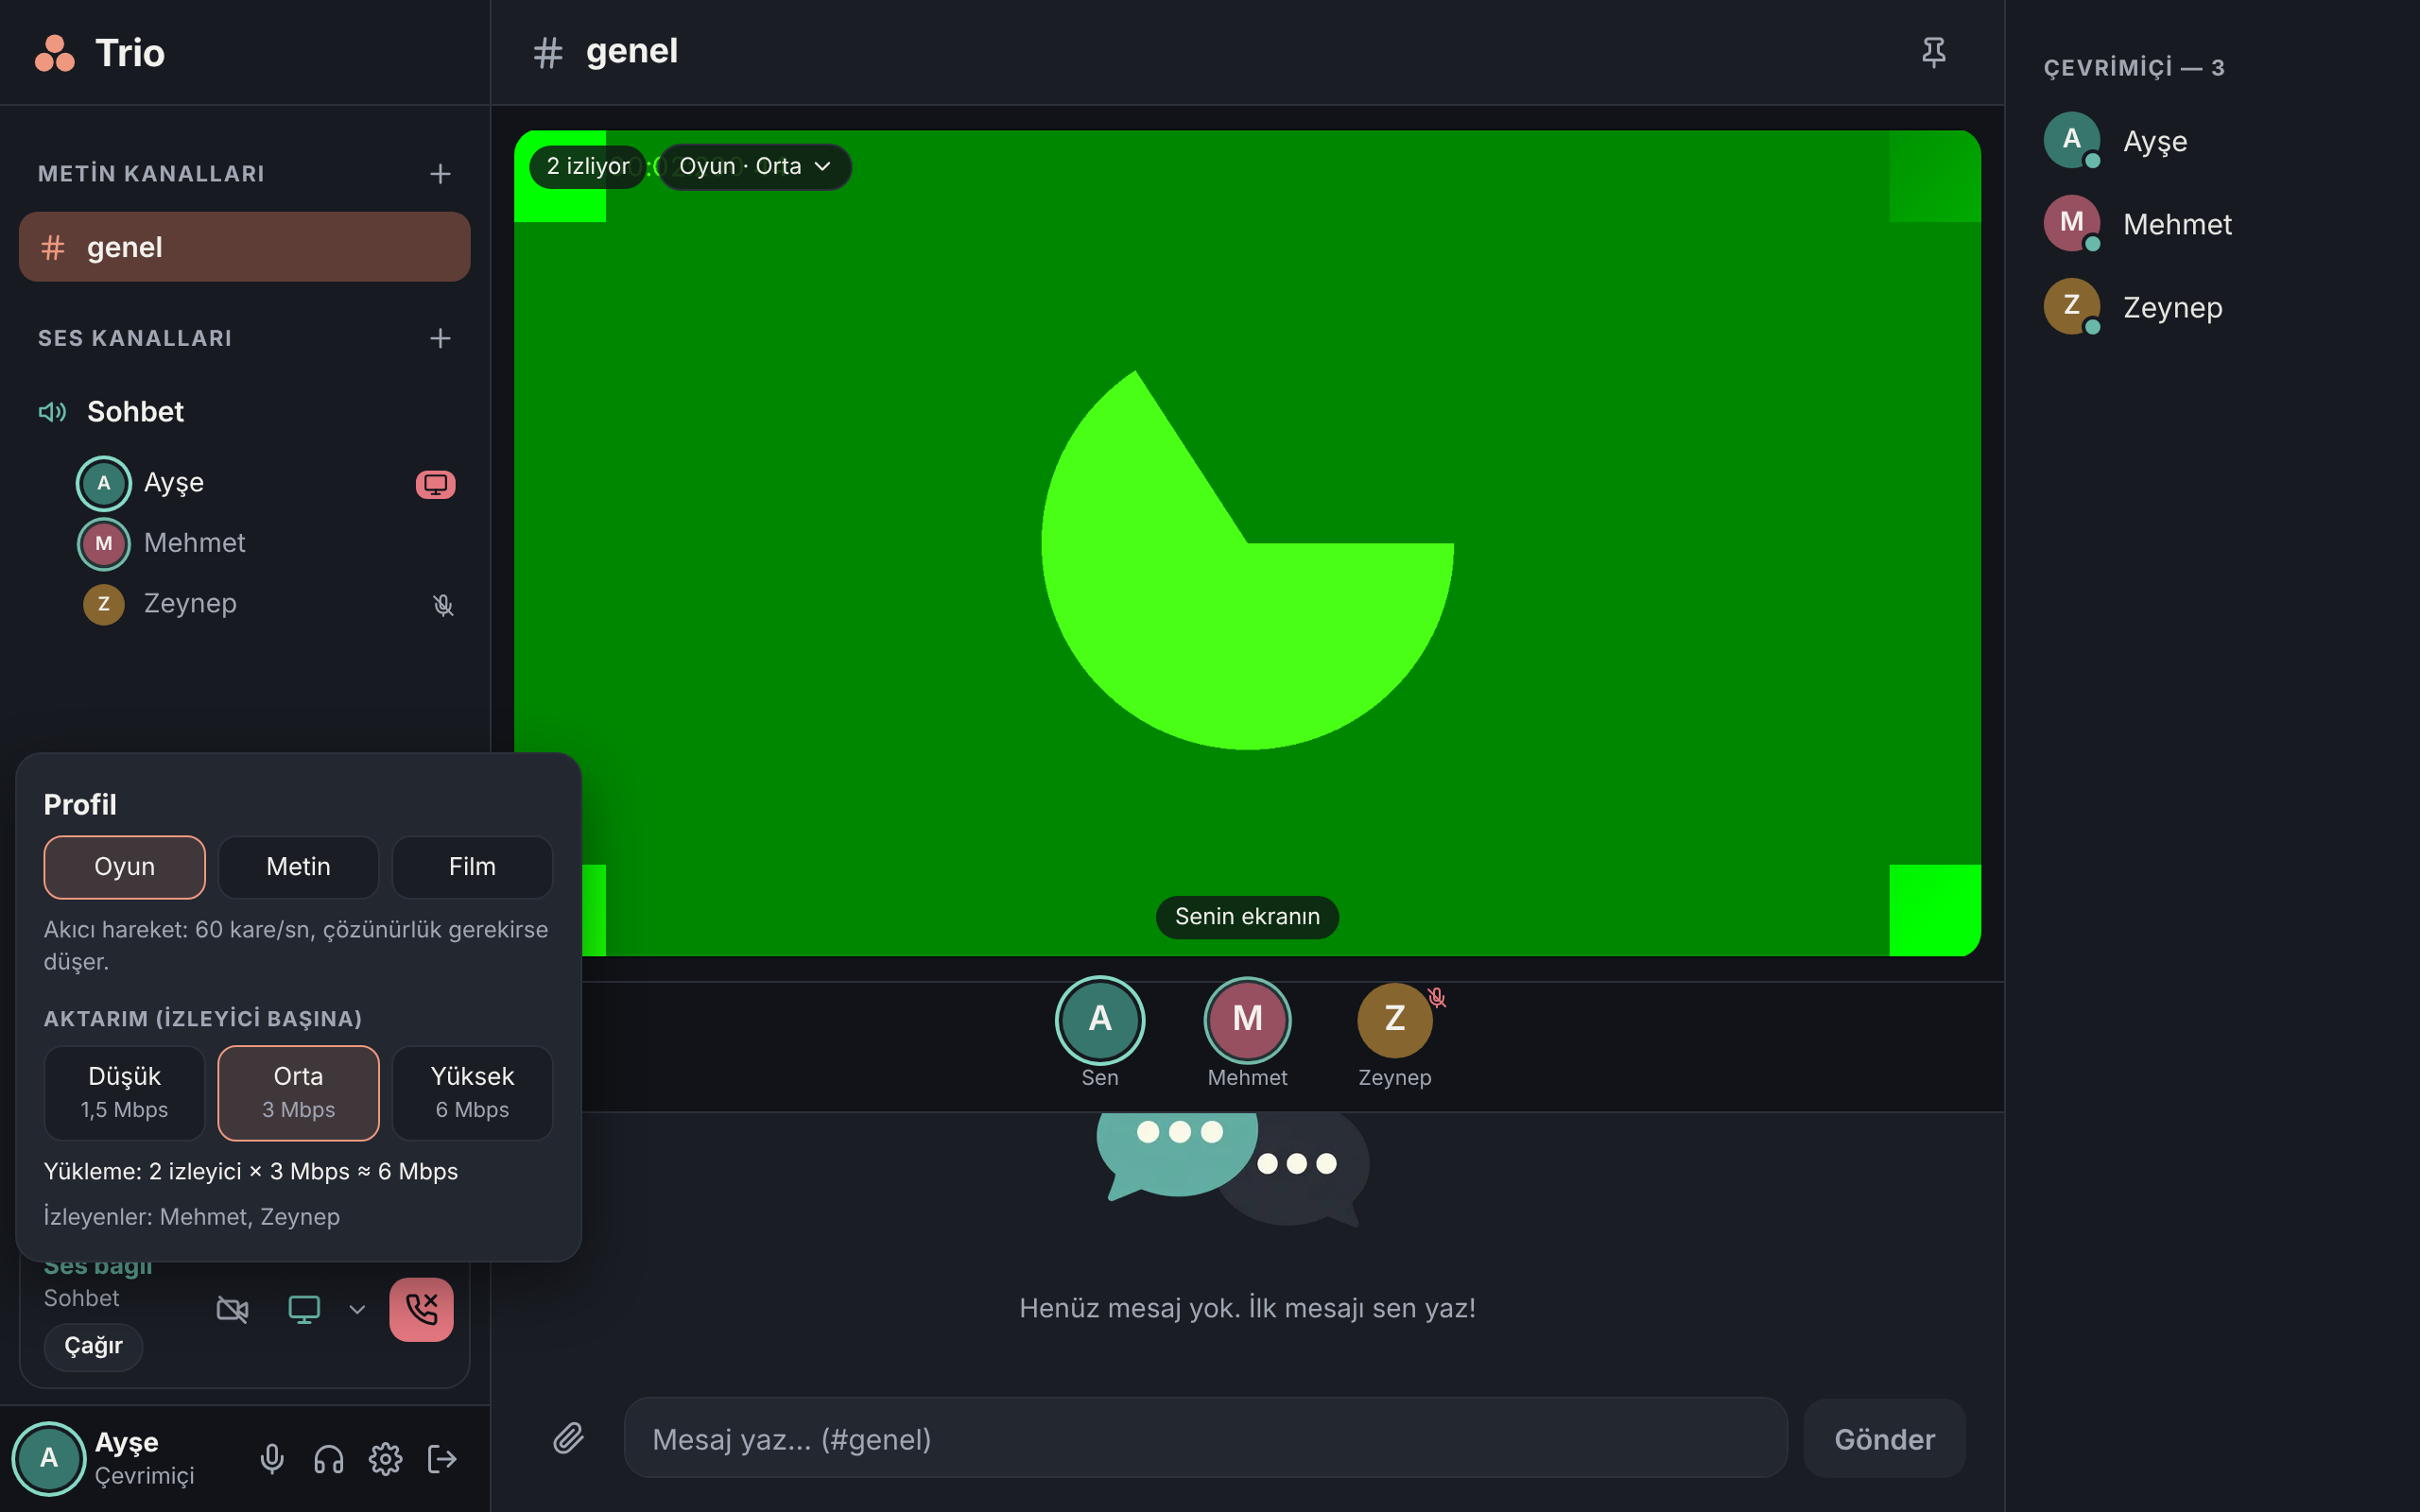 Trio
METİN KANALLARI
# genel
SES KANALLARI
Sohbet
A Ayşe
M Mehmet
Z Zeynep
Profil
Oyun Metin Film
Akıcı hareket: 60 kare/sn, çözünürlük gerekirse
düşer.
AKTARIM (İZLEYİCİ BAŞINA)
Düşük Orta Yüksek
1,5 Mbps 3 Mbps 6 Mbps
Yükleme: 2 izleyici × 3 Mbps ≈ 6 Mbps
İzleyenler: Mehmet, Zeynep
Ses bağlı
Sohbet
Çağır
A Ayşe
Çevrimiçi
# genel
2 izliyor Oyun · Orta
Senin ekranın
A M Z
Sen Mehmet Zeynep
Henüz mesaj yok. İlk mesajı sen yaz!
Mesaj yaz... (#genel) Gönder
ÇEVRİMİÇİ — 3
A Ayşe
M Mehmet
Z Zeynep